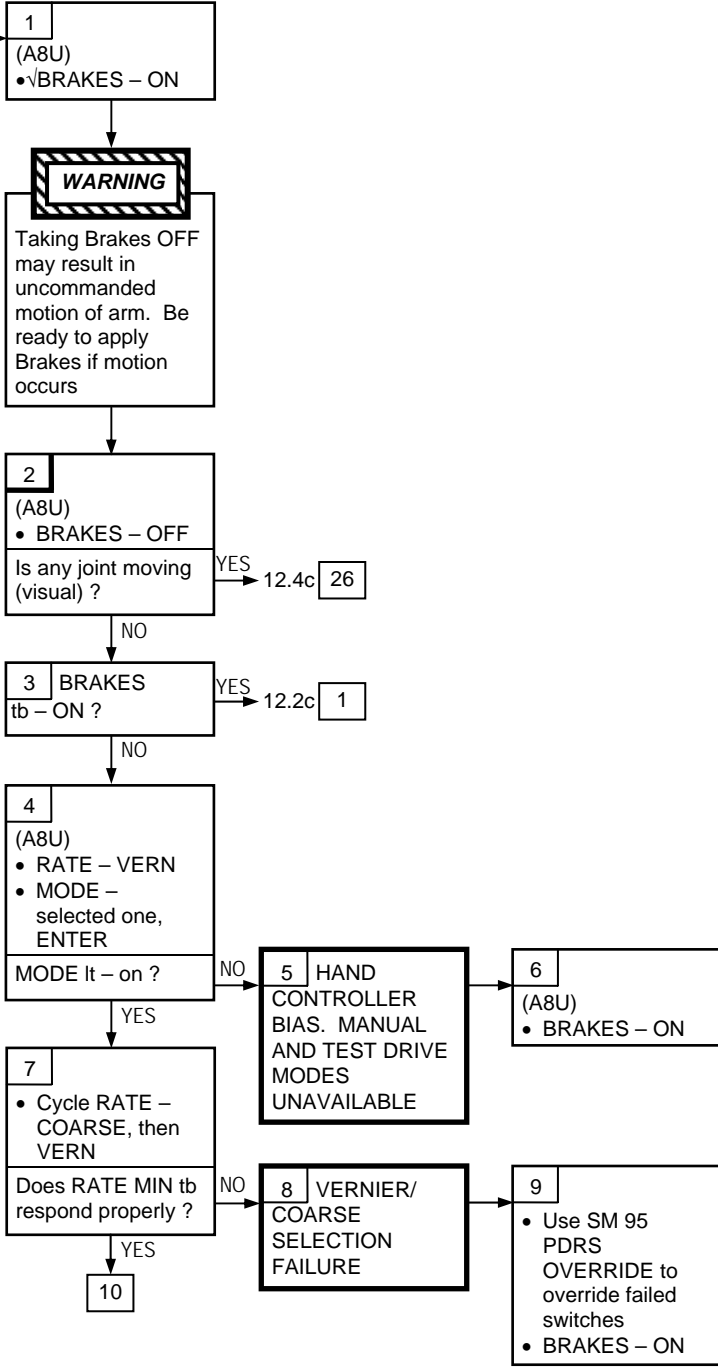 1
(A8U)
•√BRAKES – ON
WARNING
Taking Brakes OFF
may result in
uncommanded
motion of arm. Be
ready to apply
Brakes if motion
occurs
2
(A8U)
• BRAKES – OFF
Is any joint moving
(visual) ?
YES
12.4c 26
NO
3 BRAKES
tb – ON ?
YES
12.2c 1
NO
4
(A8U)
• RATE – VERN
• MODE –
selected one,
ENTER
MODE lt – on ?
NO
5 HAND
CONTROLLER
BIAS. MANUAL
AND TEST DRIVE
MODES
UNAVAILABLE
6
(A8U)
• BRAKES – ON
YES
7
• Cycle RATE –
COARSE, then
VERN
Does RATE MIN tb
respond properly ?
NO
8 VERNIER/
COARSE
SELECTION
FAILURE
9
• Use SM 95
PDRS
OVERRIDE to
override failed
switches
• BRAKES – ON
YES
10